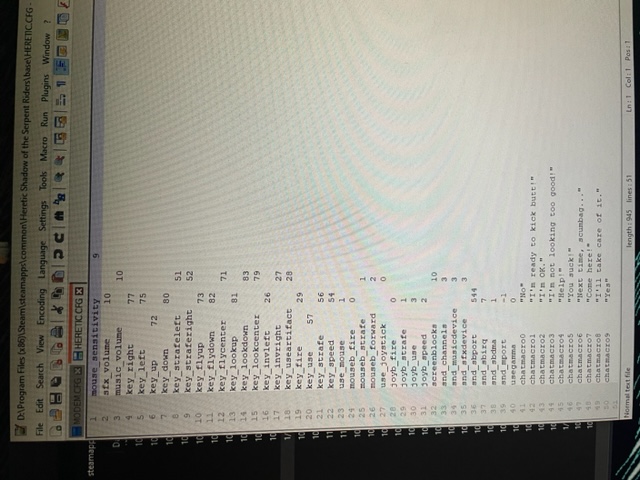 D:\Program Files (x86)\Steam\steamapps\common\Heretic Shadow of the Serpent Riders\base\HERETIC.CFG -
File Edit Search View Encoding Language Settings Tools Macro Run Plugins Window ?
MODEM.CFG HERETIC.CFG
steamapp
1 mouse_sensitivity 9
2 sfx_volume 10
3 music_volume 10
4 key_right 77
5 key_left 75
6 key_up 72
7 key_down 80
8 key_strafeleft 51
9 key_straferight 52
10 key_flyup 73
11 key_flydown 82
12 key_flycenter 71
13 key_lookup 81
14 key_lookdown 83
15 key_lookcenter 79
16 key_invleft 26
17 key_invright 27
18 key_useartifact 28
19 key_fire 29
20 key_use 57
21 key_strafe 56
22 key_speed 54
23 use_mouse 1
24 mouseb_fire 0
25 mouseb_strafe 1
26 mouseb_forward 2
27 use_joystick 0
28 joyb_fire 0
29 joyb_strafe 1
30 joyb_use 3
31 joyb_speed 2
32 screenblocks 10
33 snd_channels 3
34 snd_musicdevice 3
35 snd_sfxdevice 3
36 snd_sbport 544
37 snd_sbirq 7
38 snd_sbdma 1
39 snd_mport -1
40 usegamma 0
41 chatmacro0 "No"
42 chatmacro1 "I'm ready to kick butt!"
43 chatmacro2 "I'm OK."
44 chatmacro3 "I'm not looking too good!"
45 chatmacro4 "Help!"
46 chatmacro5 "You suck!"
47 chatmacro6 "Next time, scumbag..."
48 chatmacro7 "Come here!"
49 chatmacro8 "I'll take care of it."
50 chatmacro9 "Yes"
Normal text file length : 945 lines : 51 Ln : 1 Col : 1 Pos : 1